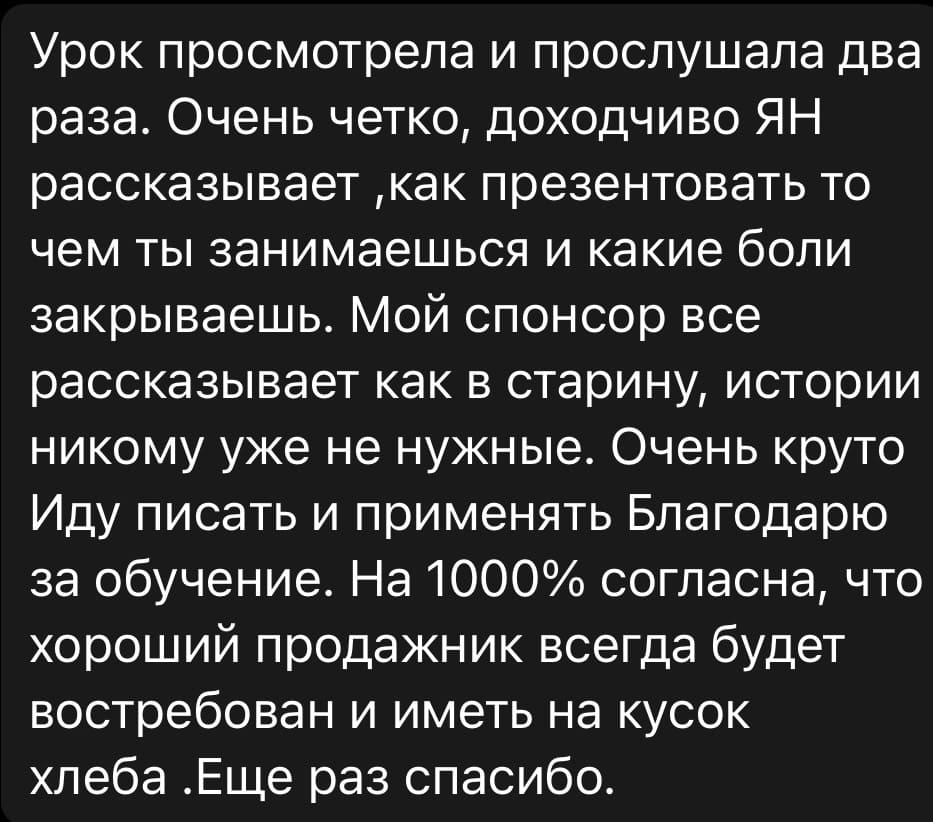 Урок просмотрела и прослушала два
раза. Очень четко, доходчиво ЯН
рассказывает ,как презентовать то
чем ты занимаешься и какие боли
закрываешь. Мой спонсор все
рассказывает как в старину, истории
никому уже не нужные. Очень круто
Иду писать и применять Благодарю
за обучение. На 1000% согласна, что
хороший продажник всегда будет
востребован и иметь на кусок
хлеба .Еще раз спасибо.